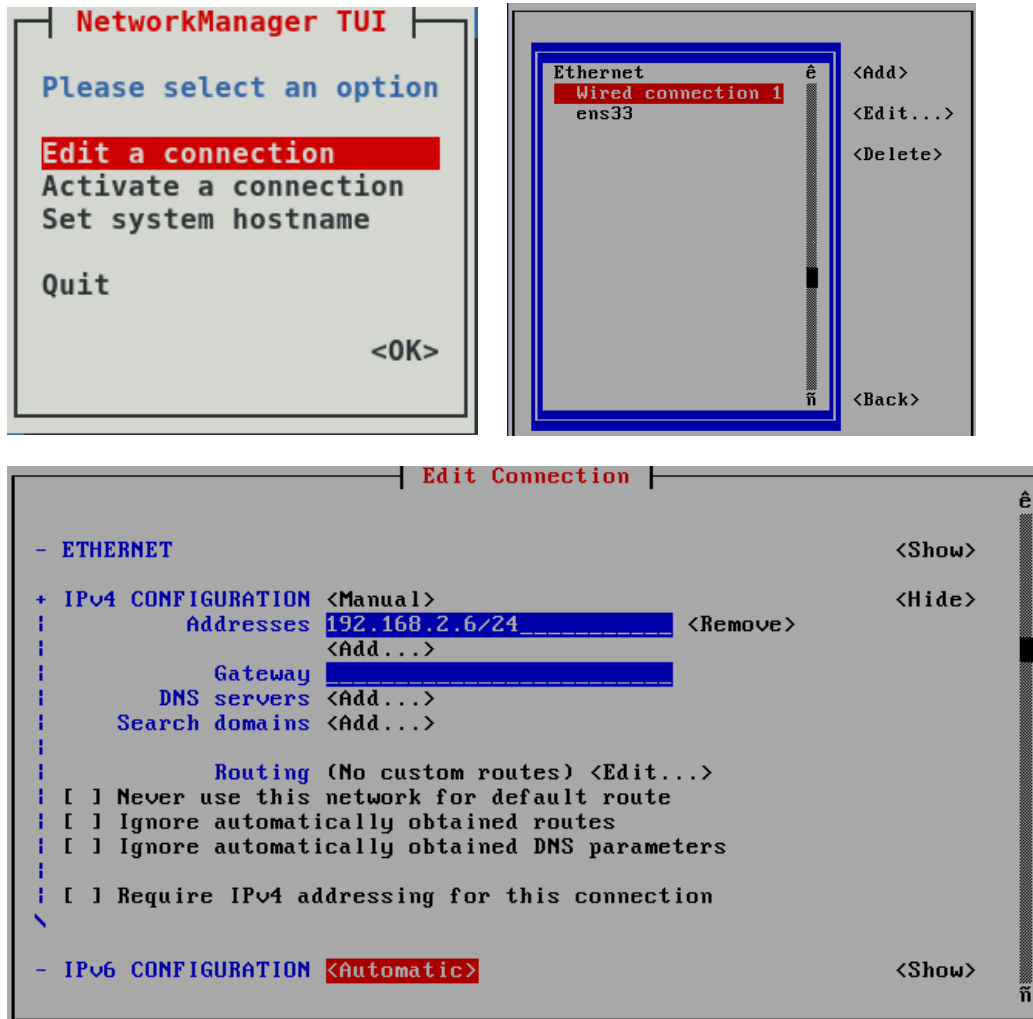 NetworkManager TUI
Please select an option
Edit a connection
Activate a connection
Set system hostname
Quit
<OK>
Ethernet ê <Add>
Wired connection 1 <Edit...>
ens33
<Delete>
ñ <Back>
Edit Connection
ê
- ETHERNET <Show>
+ IPv4 CONFIGURATION <Manual> <Hide>
Addresses 192.168.2.6/24___________ <Remove>
<Add...>
Gateway _________________________
DNS servers <Add...>
Search domains <Add...>
Routing (No custom routes) <Edit...>
[ ] Never use this network for default route
[ ] Ignore automatically obtained routes
[ ] Ignore automatically obtained DNS parameters
[ ] Require IPv4 addressing for this connection
- IPv6 CONFIGURATION <Automatic> <Show>
ñ